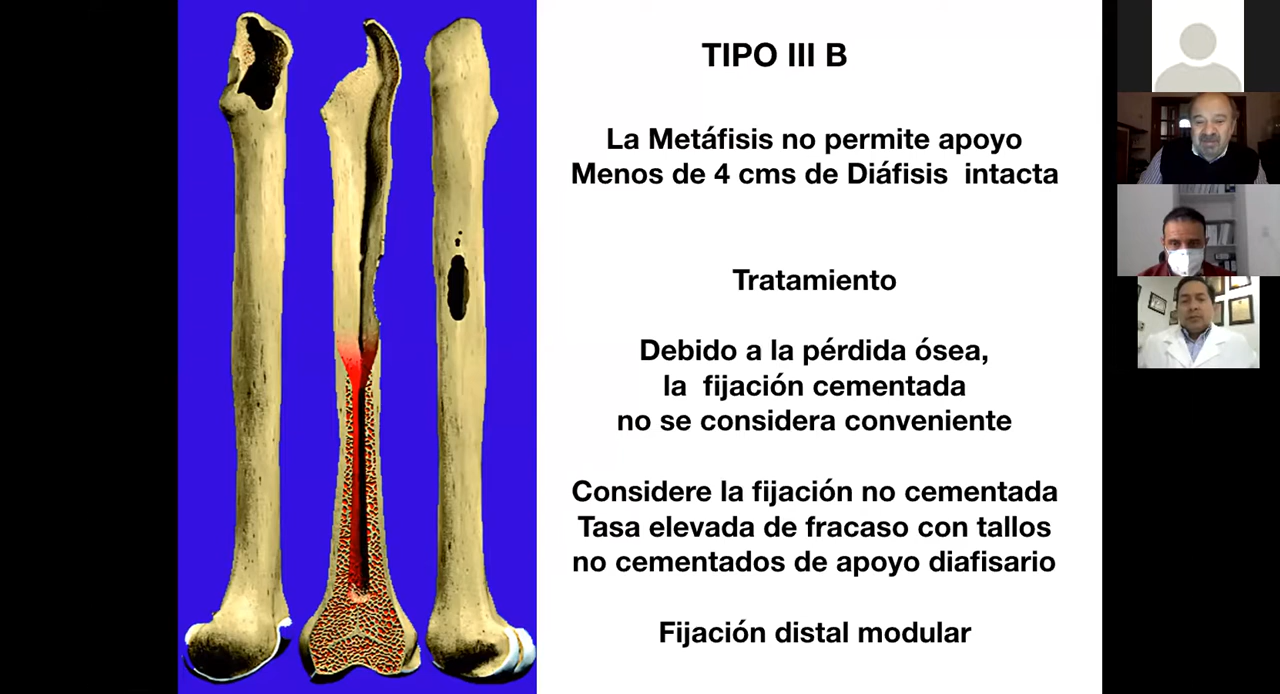 TIPO III B
La Metáfisis no permite apoyo
Menos de 4 cms de Diáfisis intacta
Tratamiento
Debido a la pérdida ósea,
la fijación cementada
no se considera conveniente
Considere la fijación no cementada
Tasa elevada de fracaso con tallos
no cementados de apoyo diafisario
Fijación distal modular